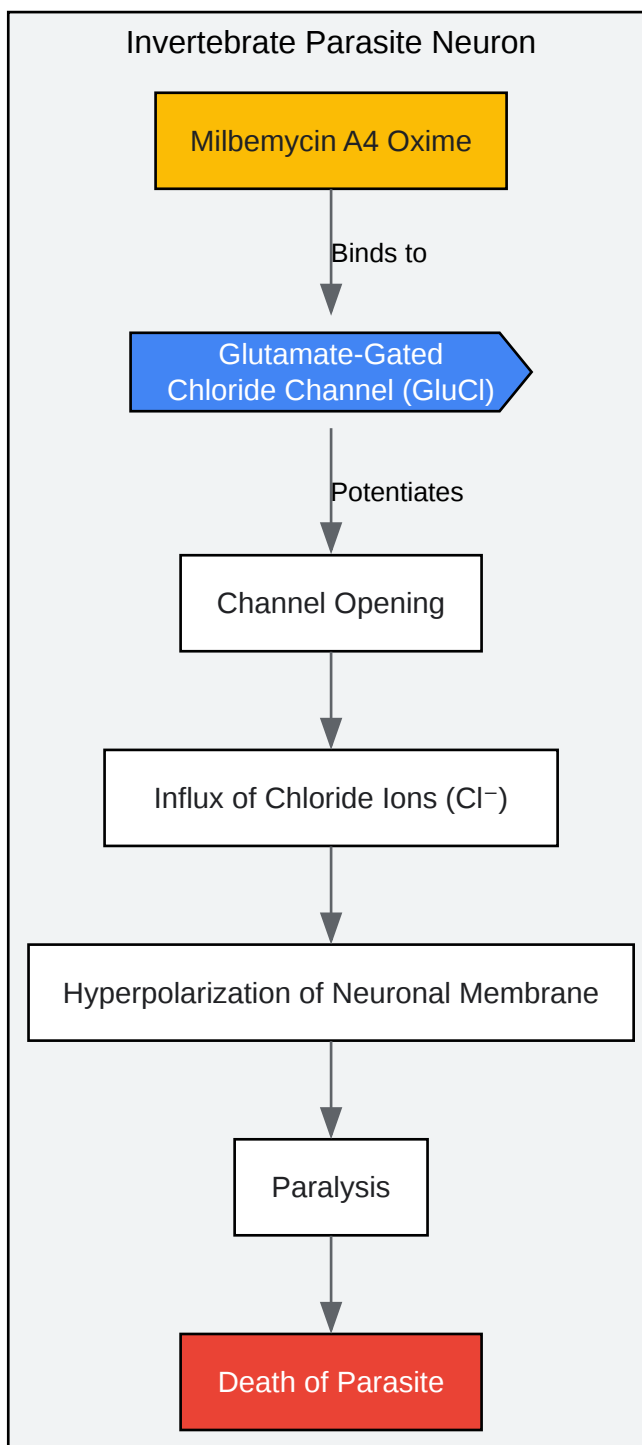 Invertebrate Parasite Neuron
Milbemycin A4 Oxime
Binds to
Glutamate-Gated
Chloride Channel (GluCl)
Potentiates
Channel Opening
Influx of Chloride Ions (Cl⁻)
Hyperpolarization of Neuronal Membrane
Paralysis
Death of Parasite